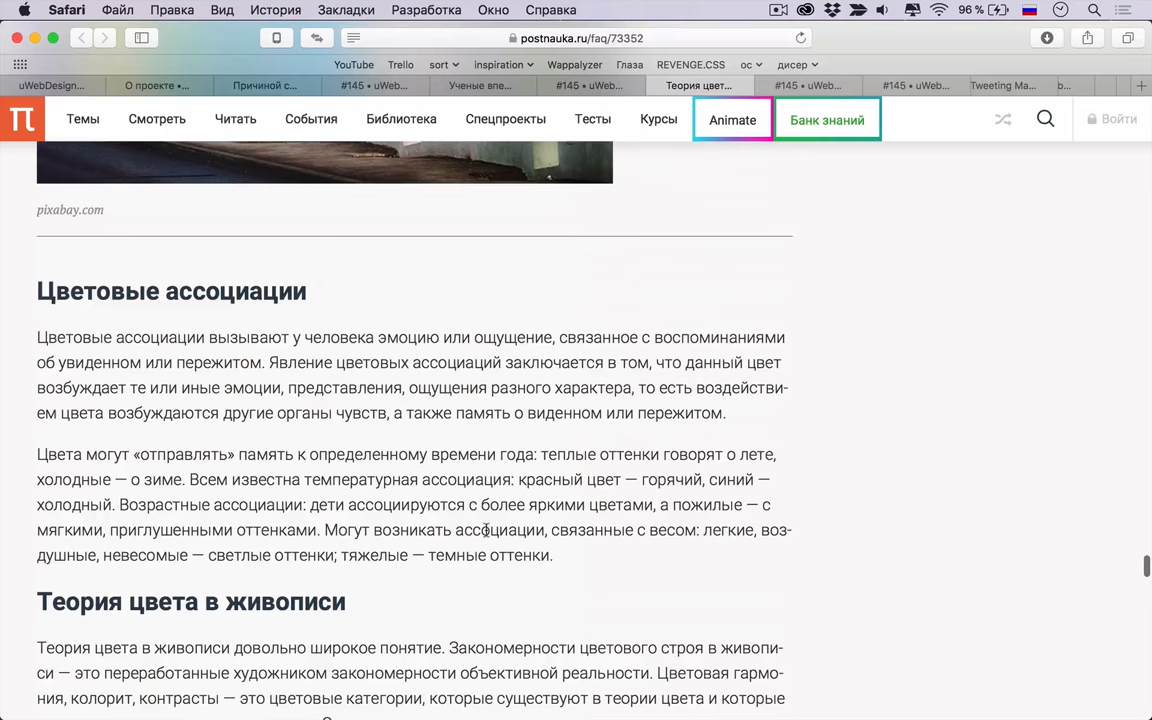 Safari Файл Правка Вид История Закладки Разработка Окно Справка 96 %
postnauka.ru/faq/73352
YouTube Trello sort inspiration Wappalyzer Глаза REVENGE.CSS ос дисер
uWebDesign... О проекте •... Причиной с... #145 • uWeb... Ученые впе... #145 • uWeb... Теория цвет... #145 • uWeb... #145 • uWeb... Tweeting Ma... b...
π Темы Смотреть Читать События Библиотека Спецпроекты Тесты Курсы Animate Банк знаний Войти
pixabay.com
Цветовые ассоциации
Цветовые ассоциации вызывают у человека эмоцию или ощущение, связанное с воспоминаниями
об увиденном или пережитом. Явление цветовых ассоциаций заключается в том, что данный цвет
возбуждает те или иные эмоции, представления, ощущения разного характера, то есть воздействи-
ем цвета возбуждаются другие органы чувств, а также память о виденном или пережитом.
Цвета могут «отправлять» память к определенному времени года: теплые оттенки говорят о лете,
холодные — о зиме. Всем известна температурная ассоциация: красный цвет — горячий, синий —
холодный. Возрастные ассоциации: дети ассоциируются с более яркими цветами, а пожилые — с
мягкими, приглушенными оттенками. Могут возникать ассоциации, связанные с весом: легкие, воз-
душные, невесомые — светлые оттенки; тяжелые — темные оттенки.
Теория цвета в живописи
Теория цвета в живописи довольно широкое понятие. Закономерности цветового строя в живопи-
си — это переработанные художником закономерности объективной реальности. Цветовая гармо-
ния, колорит, контрасты — это цветовые категории, которые существуют в теории цвета и которые